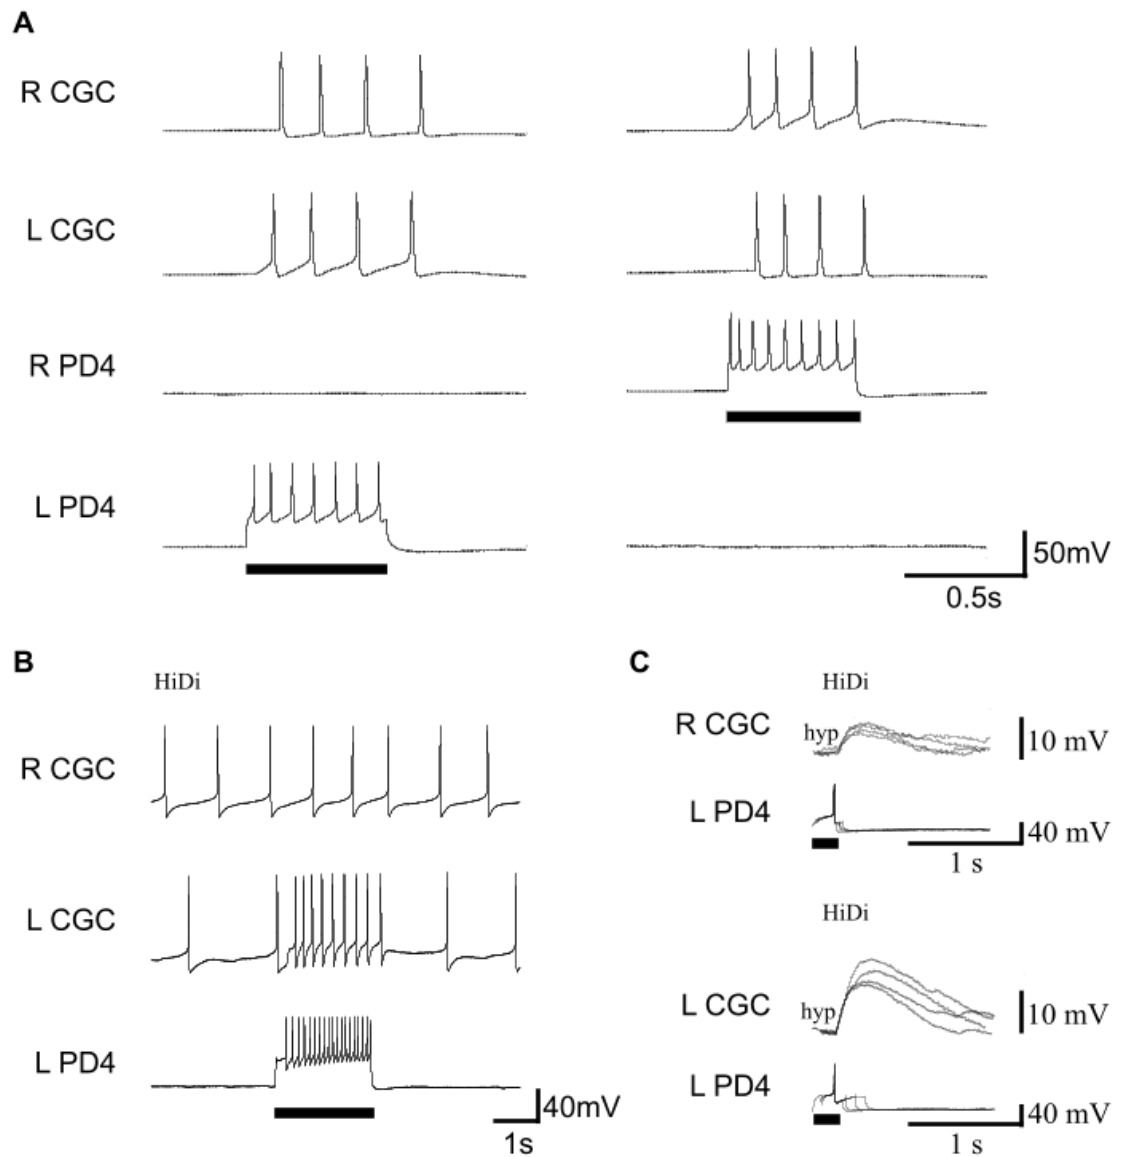 A
R CGC
L CGC
R PD4
L PD4
50mV
0.5s
B
HiDi
R CGC
L CGC
L PD4
40mV
1s
C
HiDi
R CGC
hyp
10 mV
L PD4
40 mV
1 s
HiDi
L CGC
hyp
10 mV
L PD4
40 mV
1 s